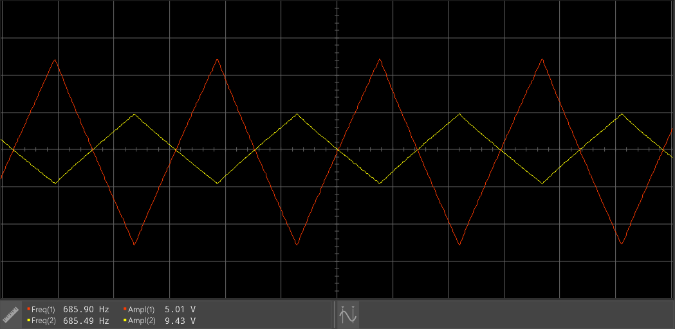 Freq(1) 685.90 Hz Ampl(1) 5.01 V
Freq(2) 685.49 Hz Ampl(2) 9.43 V